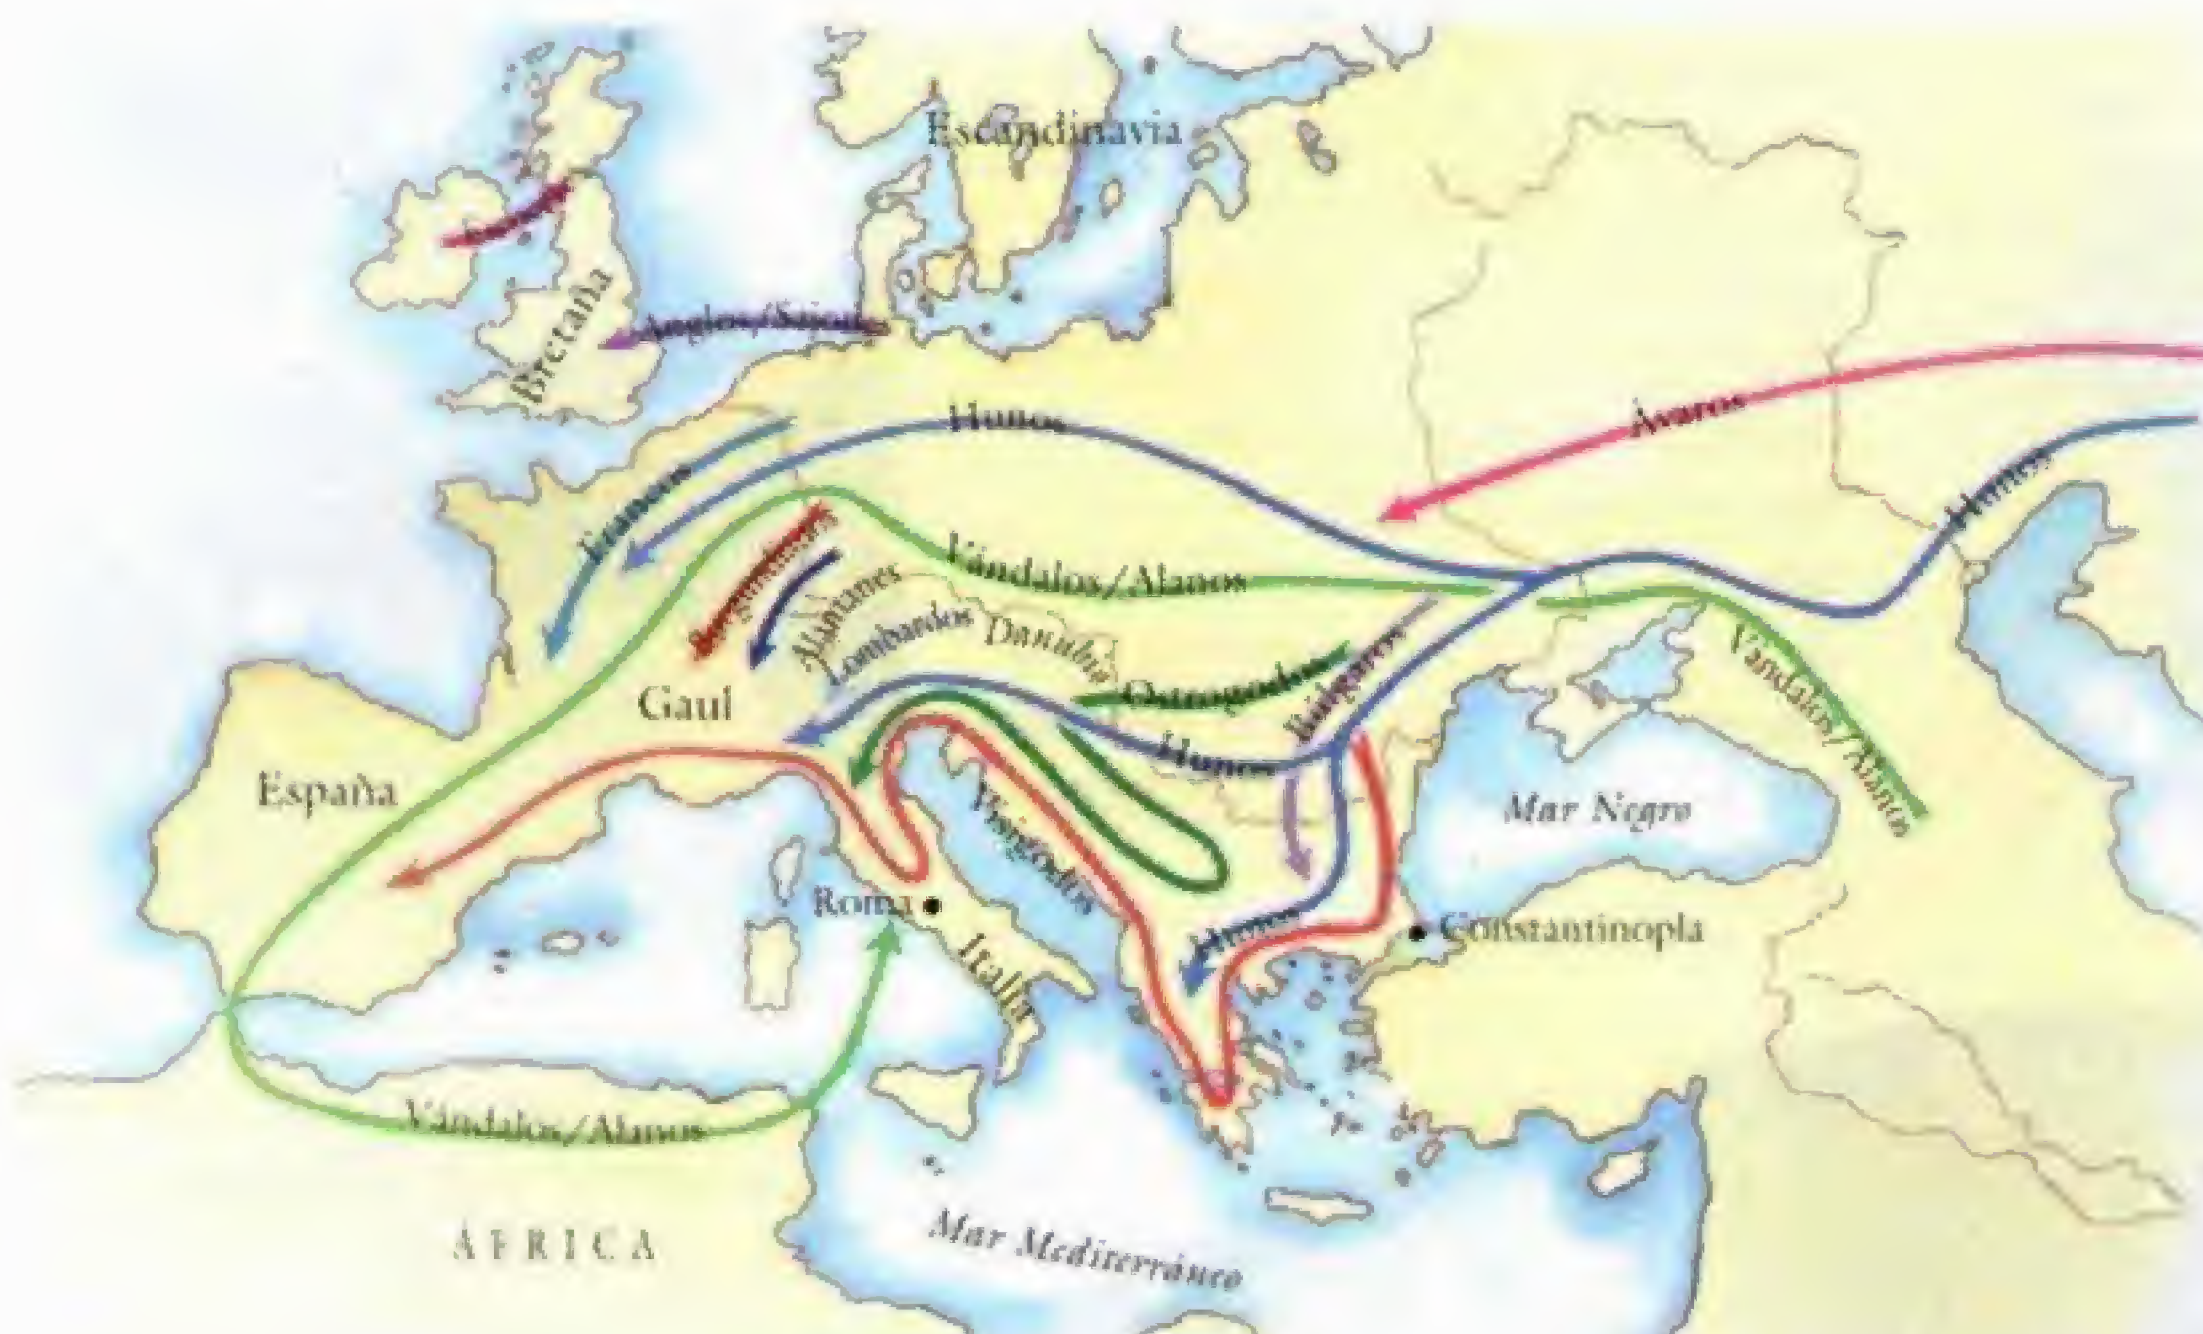 Escandinavia
Bretaña
Anglos/Sajones
Hunos
Ávaros
Hunos
Francos
Vándalos/Alanos
Burgundios
Alamanes
Lombardos
Danubio
Ostrogodos
Búlgaros
Vándalos/Alanos
Gaul
Hunos
España
Visigodos
Mar Negro
Roma
Hunos
Constantinopla
Italia
Vándalos/Alanos
ÁFRICA
Mar Mediterráneo